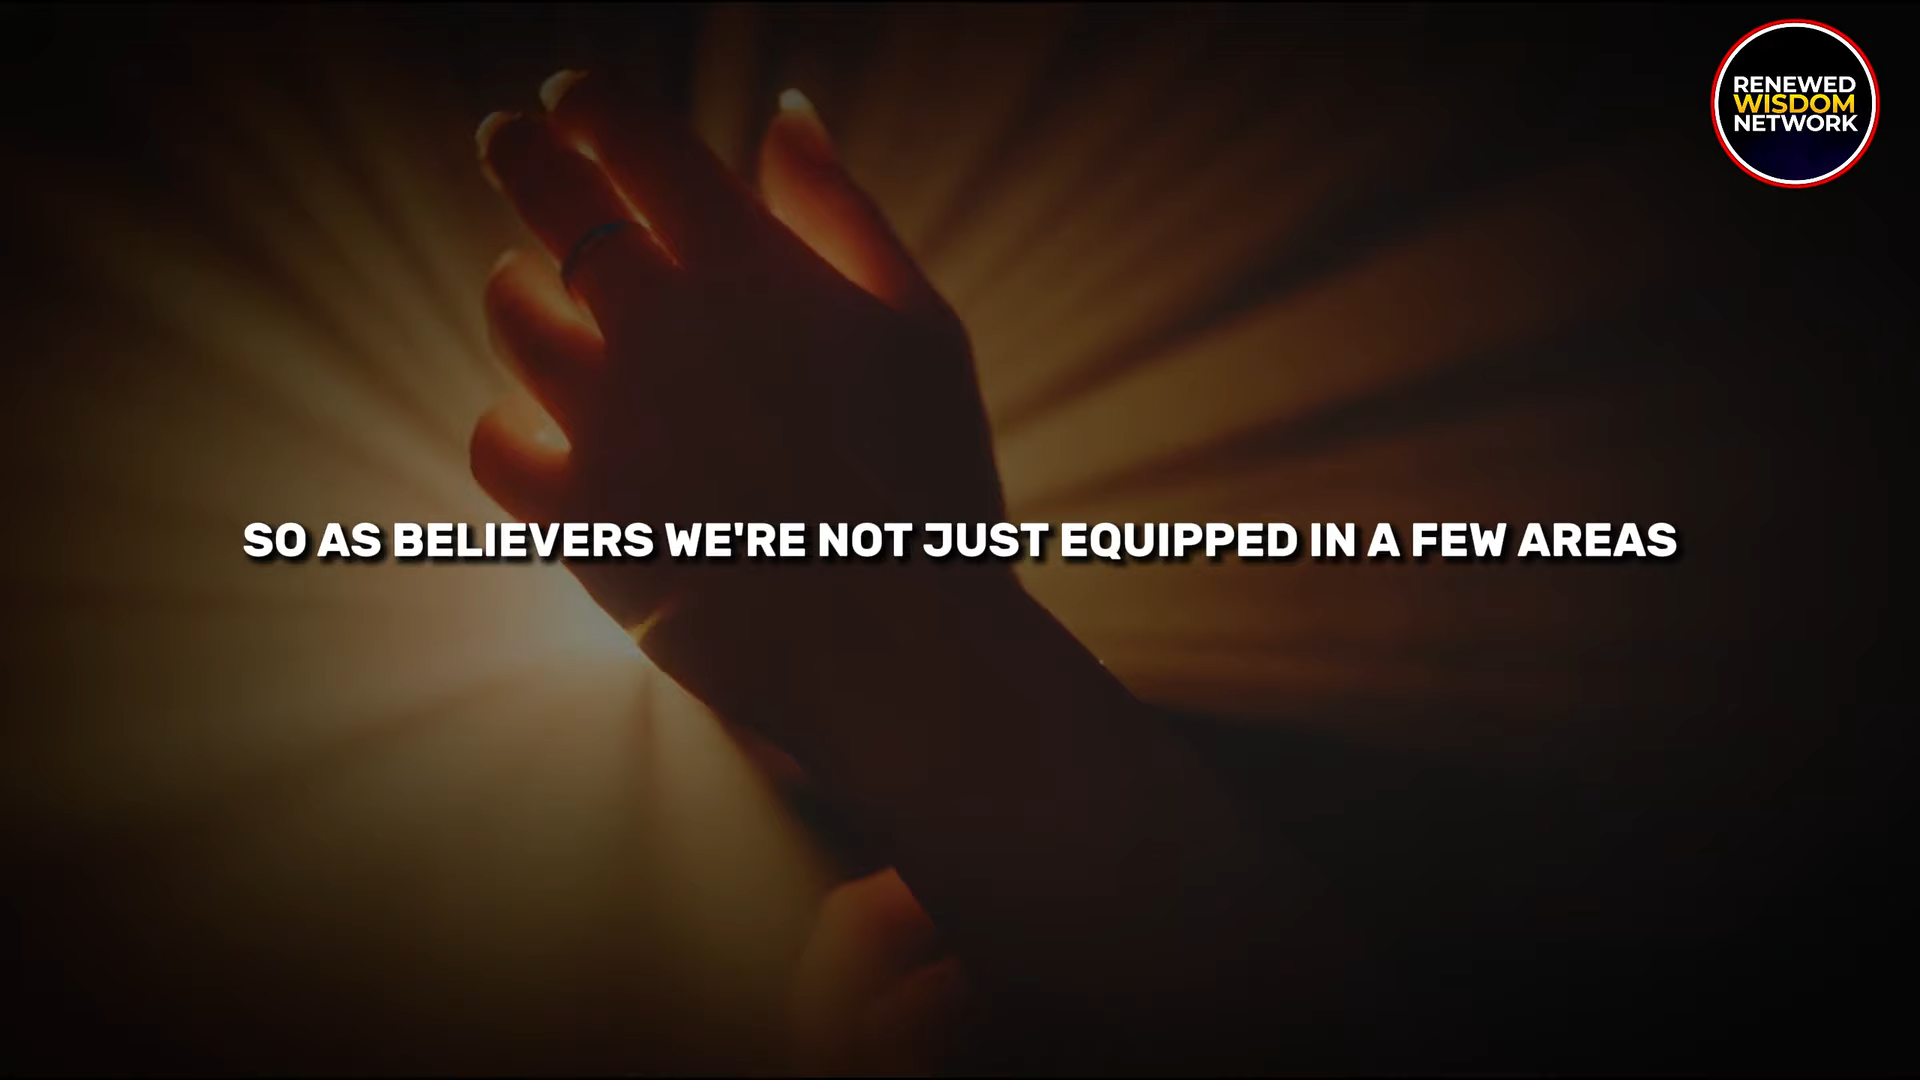 RENEWED
WISDOM
NETWORK
SO AS BELIEVERS WE'RE NOT JUST EQUIPPED IN A FEW AREAS